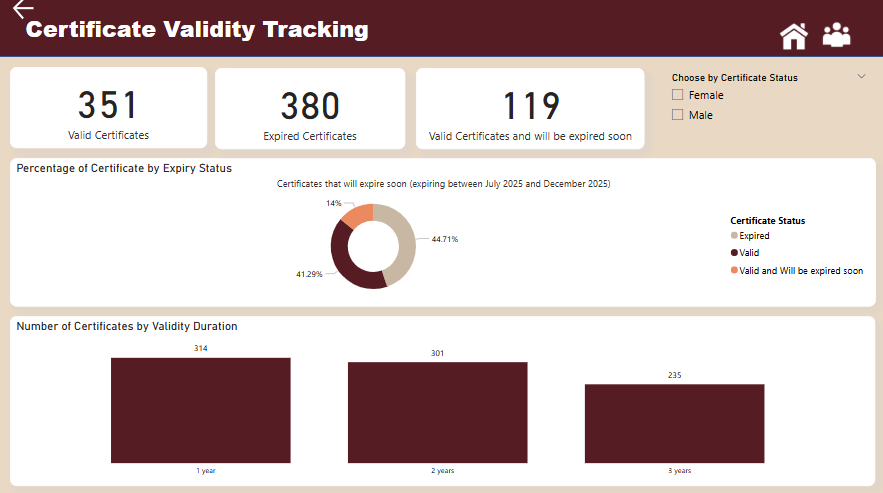 Certificate Validity Tracking
351
Valid Certificates
380
Expired Certificates
119
Valid Certificates and will be expired soon
Choose by Certificate Status
Female
Male
Percentage of Certificate by Expiry Status
Certificates that will expire soon (expiring between July 2025 and December 2025)
14%
44.71%
41.29%
Certificate Status
Expired
Valid
Valid and Will be expired soon
Number of Certificates by Validity Duration
314
301
235
1 year
2 years
3 years